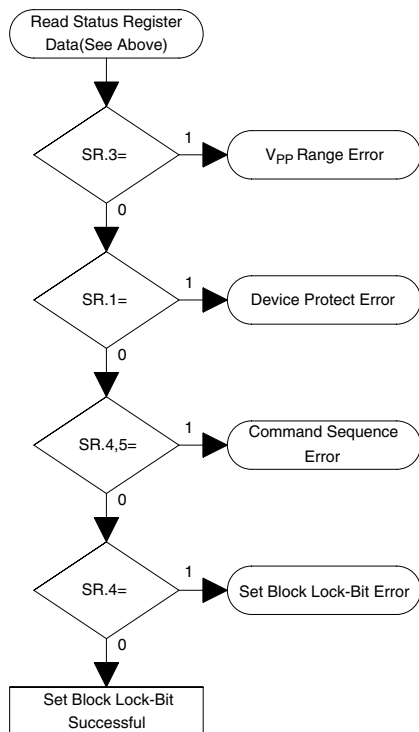 Read Status Register
Data(See Above)
SR.3=
1
VPP Range Error
0
SR.1=
1
Device Protect Error
0
SR.4,5=
1
Command Sequence
Error
0
SR.4=
1
Set Block Lock-Bit Error
0
Set Block Lock-Bit
Successful